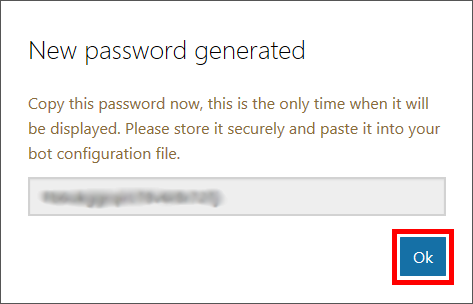 New password generated
Copy this password now, this is the only time when it will
be displayed. Please store it securely and paste it into your
bot configuration file.
Ok